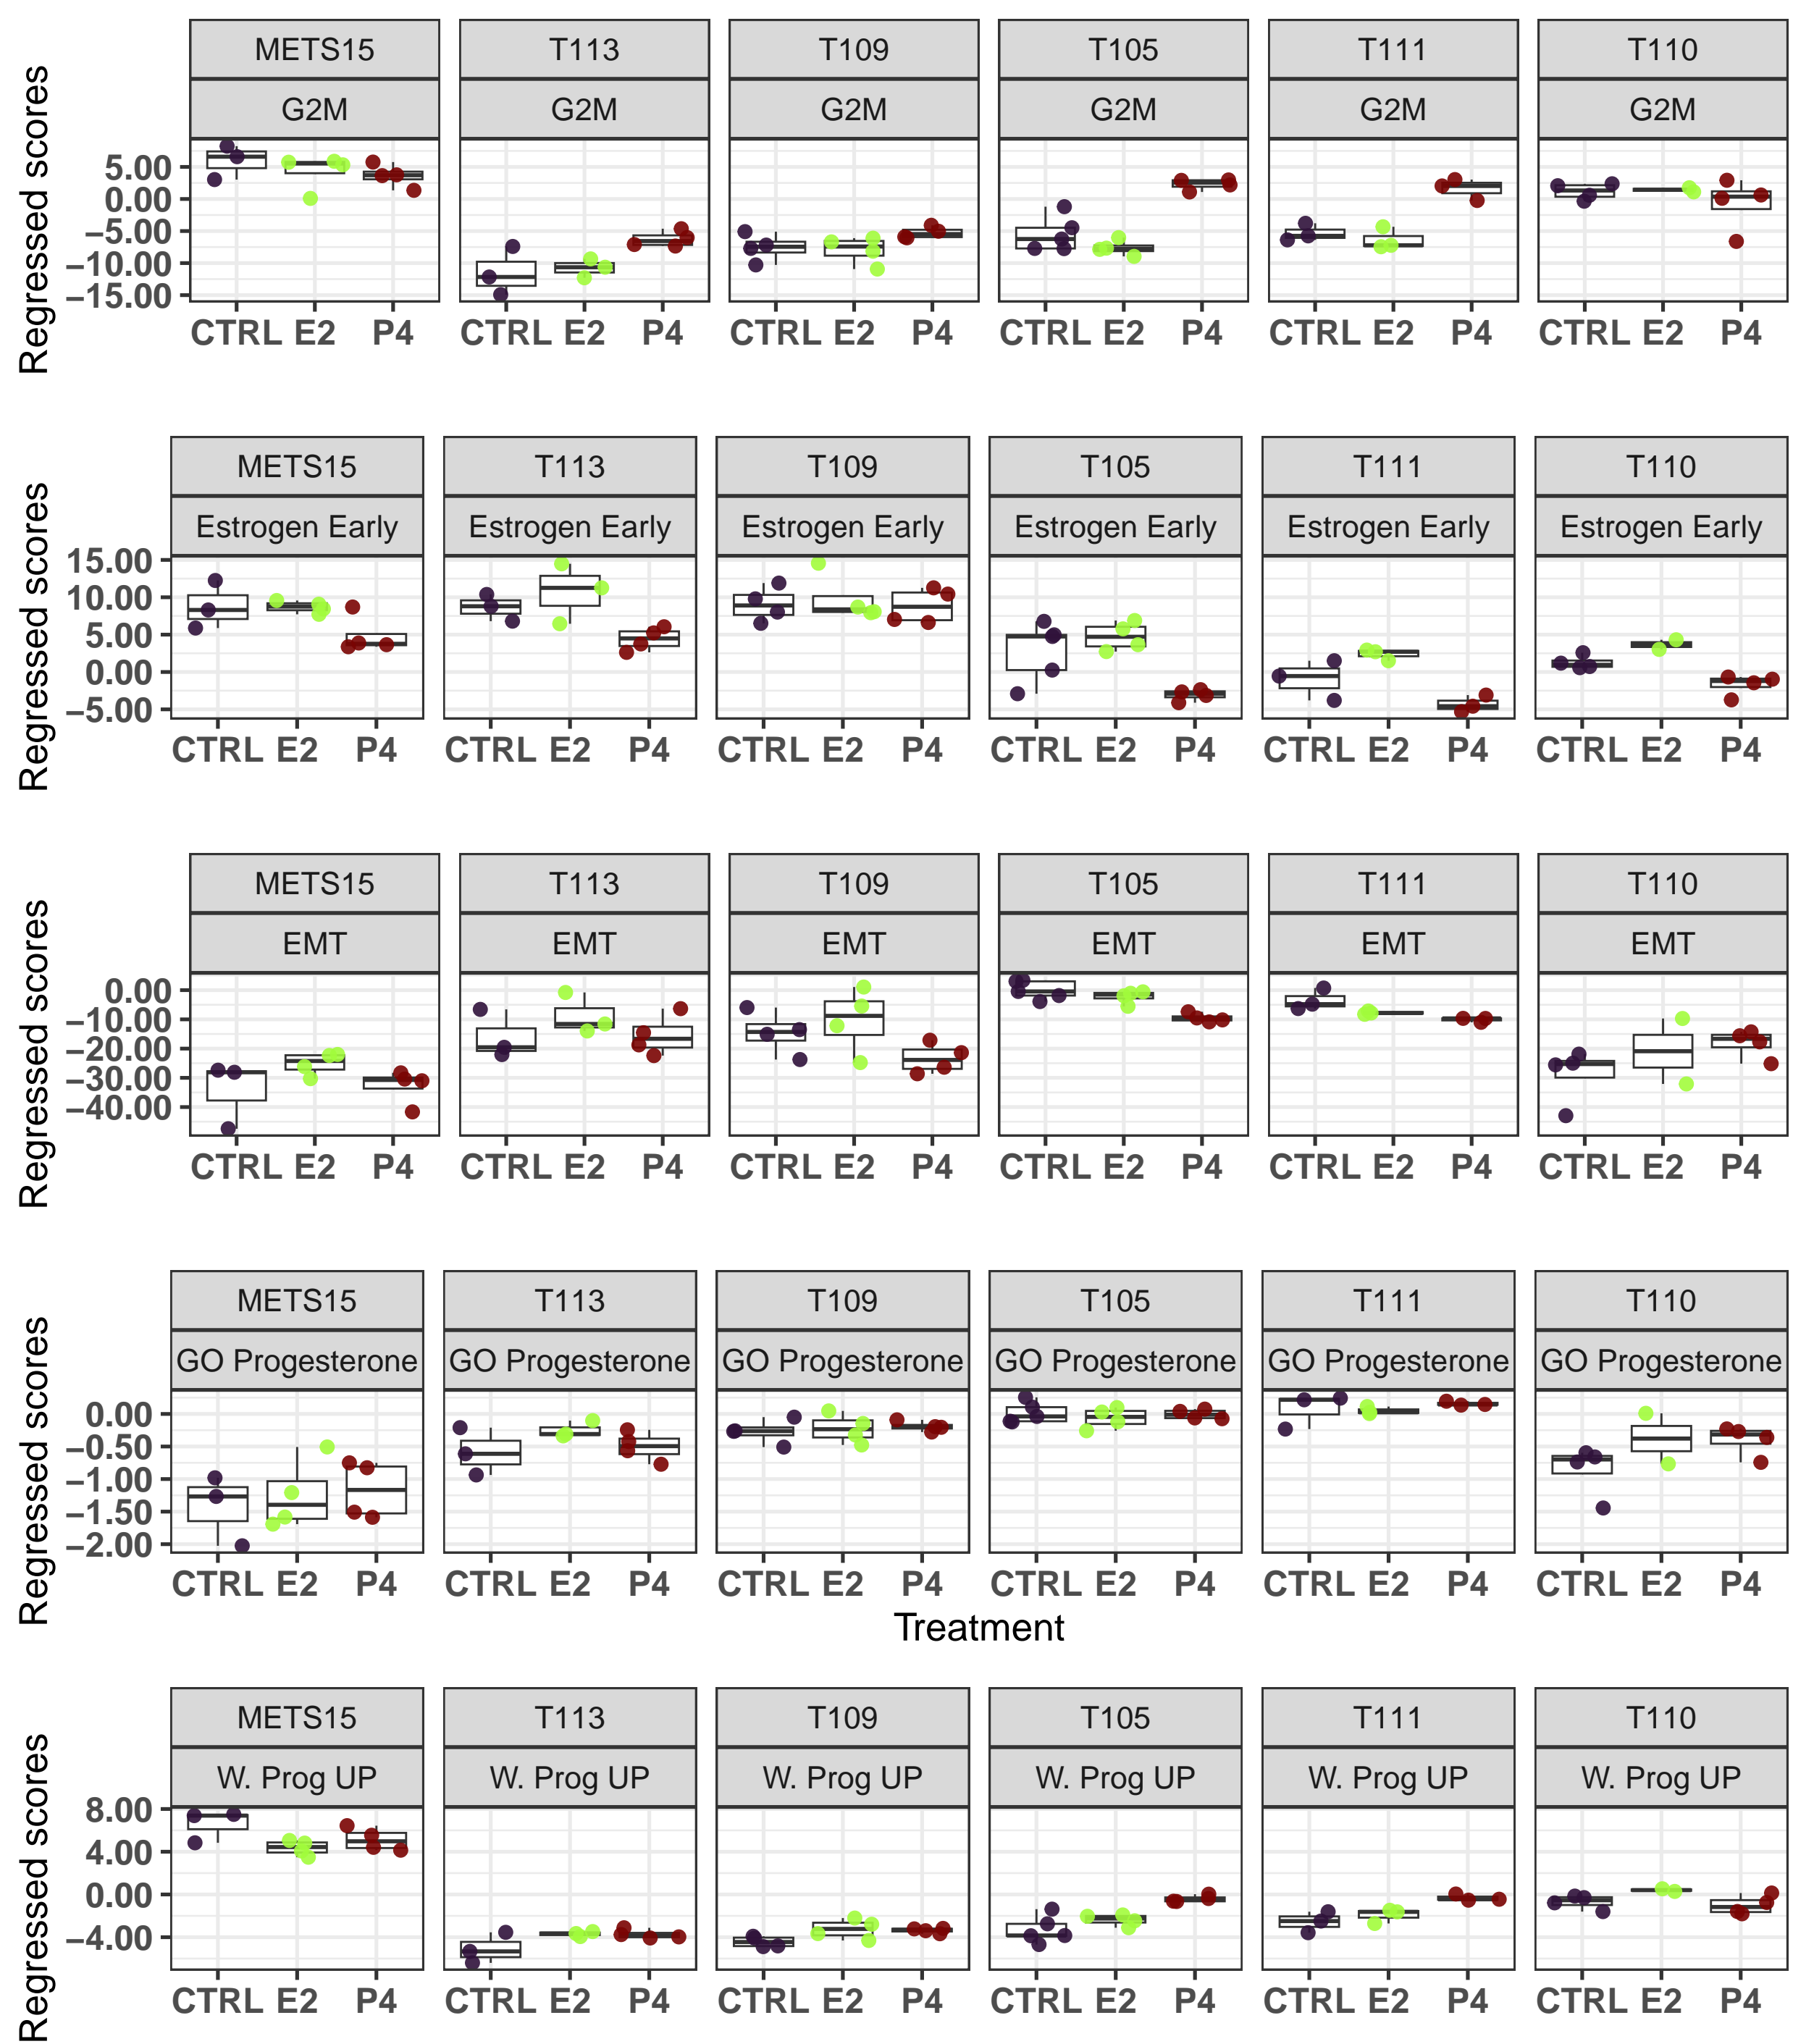 METS15 T113 T109 T105 T111 T110
G2M G2M G2M G2M G2M G2M
Regressed scores
5.00
0.00
−5.00
−10.00
−15.00
CTRL E2 P4 CTRL E2 P4 CTRL E2 P4 CTRL E2 P4 CTRL E2 P4 CTRL E2 P4
METS15 T113 T109 T105 T111 T110
Estrogen Early Estrogen Early Estrogen Early Estrogen Early Estrogen Early Estrogen Early
Regressed scores
15.00
10.00
5.00
0.00
−5.00
CTRL E2 P4 CTRL E2 P4 CTRL E2 P4 CTRL E2 P4 CTRL E2 P4 CTRL E2 P4
METS15 T113 T109 T105 T111 T110
EMT EMT EMT EMT EMT EMT
Regressed scores
0.00
−10.00
−20.00
−30.00
−40.00
CTRL E2 P4 CTRL E2 P4 CTRL E2 P4 CTRL E2 P4 CTRL E2 P4 CTRL E2 P4
METS15 T113 T109 T105 T111 T110
GO Progesterone GO Progesterone GO Progesterone GO Progesterone GO Progesterone GO Progesterone
Regressed scores
0.00
−0.50
−1.00
−1.50
−2.00
CTRL E2 P4 CTRL E2 P4 CTRL E2 P4 CTRL E2 P4 CTRL E2 P4 CTRL E2 P4
Treatment
METS15 T113 T109 T105 T111 T110
W. Prog UP W. Prog UP W. Prog UP W. Prog UP W. Prog UP W. Prog UP
Regressed scores
8.00
4.00
0.00
−4.00
CTRL E2 P4 CTRL E2 P4 CTRL E2 P4 CTRL E2 P4 CTRL E2 P4 CTRL E2 P4